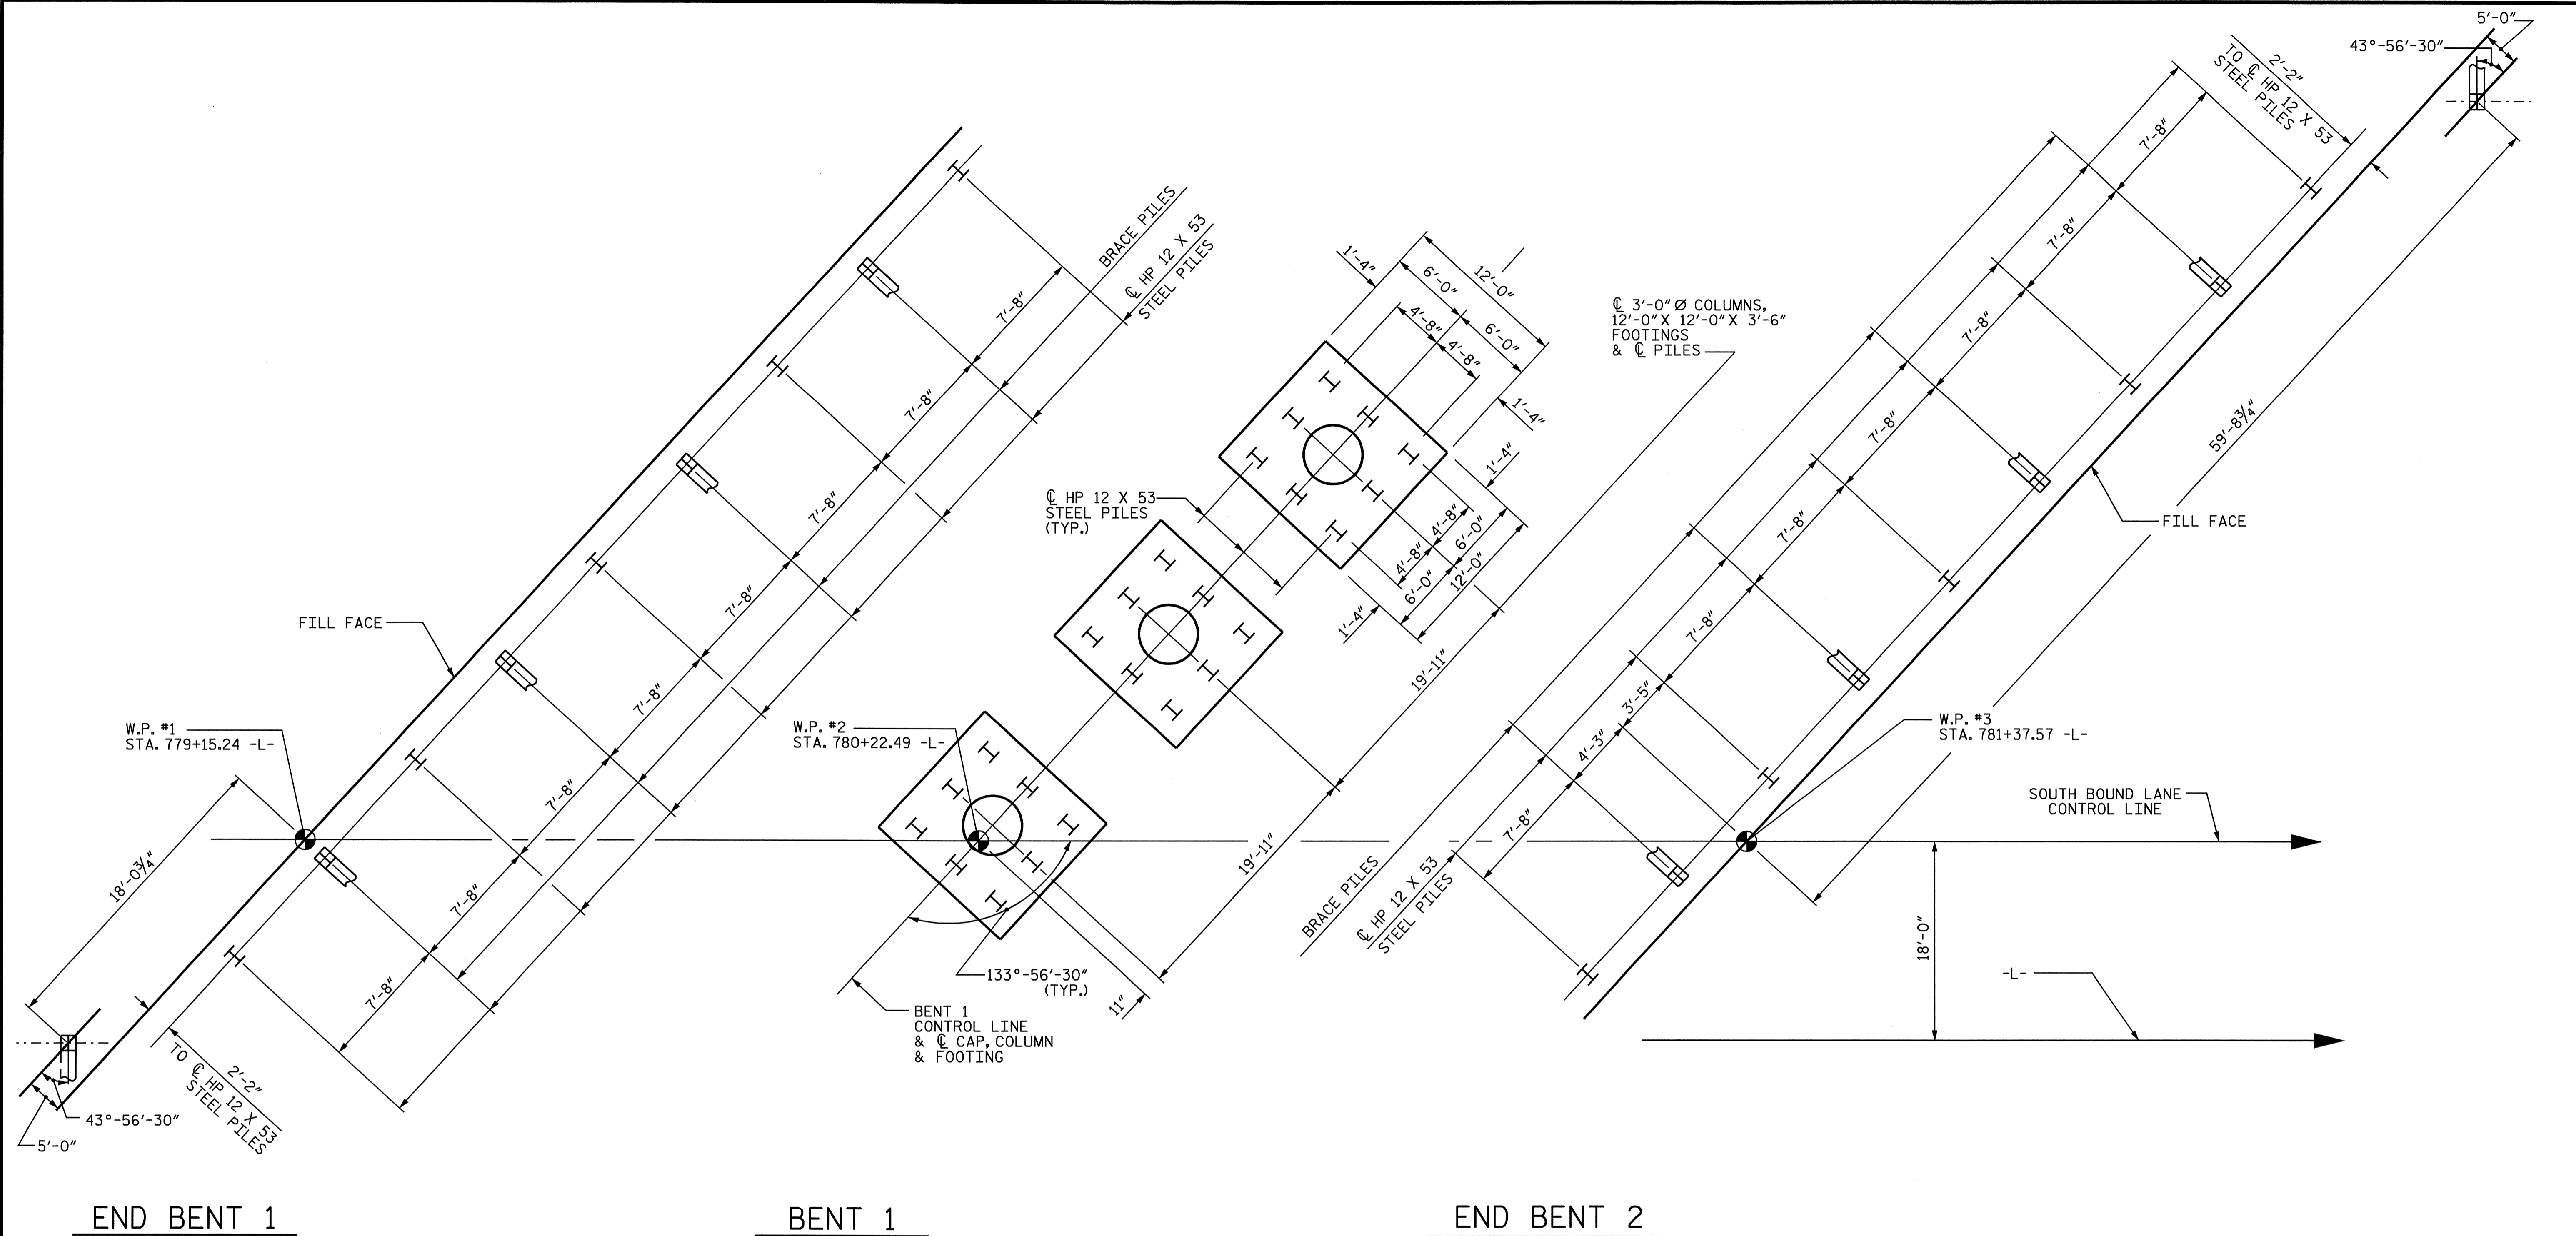 5'-0"
43°-56'-30"
2'-2"
TO ℄ HP 12 X 53
STEEL PILES
7'-8"
7'-8"
7'-8"
7'-8"
7'-8"
7'-8"
3'-5"
4'-3"
7'-8"
59'-8¾"
FILL FACE
W.P. #3
STA. 781+37.57 -L-
SOUTH BOUND LANE
CONTROL LINE
18'-0"
-L-
BRACE PILES
℄ HP 12 X 53
STEEL PILES
BRACE PILES
℄ HP 12 X 53
STEEL PILES
7'-8"
7'-8"
7'-8"
7'-8"
7'-8"
7'-8"
7'-8"
7'-8"
FILL FACE
W.P. #1
STA. 779+15.24 -L-
18'-0¾"
2'-2"
TO ℄ HP 12 X 53
STEEL PILES
43°-56'-30"
5'-0"
1'-4"
6'-0"
12'-0"
4'-8"
6'-0"
4'-8"
1'-4"
1'-4"
4'-8"
4'-8"
6'-0"
6'-0"
12'-0"
1'-4"
℄ 3'-0" Ø COLUMNS,
12'-0" X 12'-0" X 3'-6"
FOOTINGS
& ℄ PILES
℄ HP 12 X 53
STEEL PILES
(TYP.)
19'-11"
19'-11"
W.P. #2
STA. 780+22.49 -L-
133°-56'-30"
(TYP.)
11"
BENT 1
CONTROL LINE
& ℄ CAP, COLUMN
& FOOTING
END BENT 1
BENT 1
END BENT 2